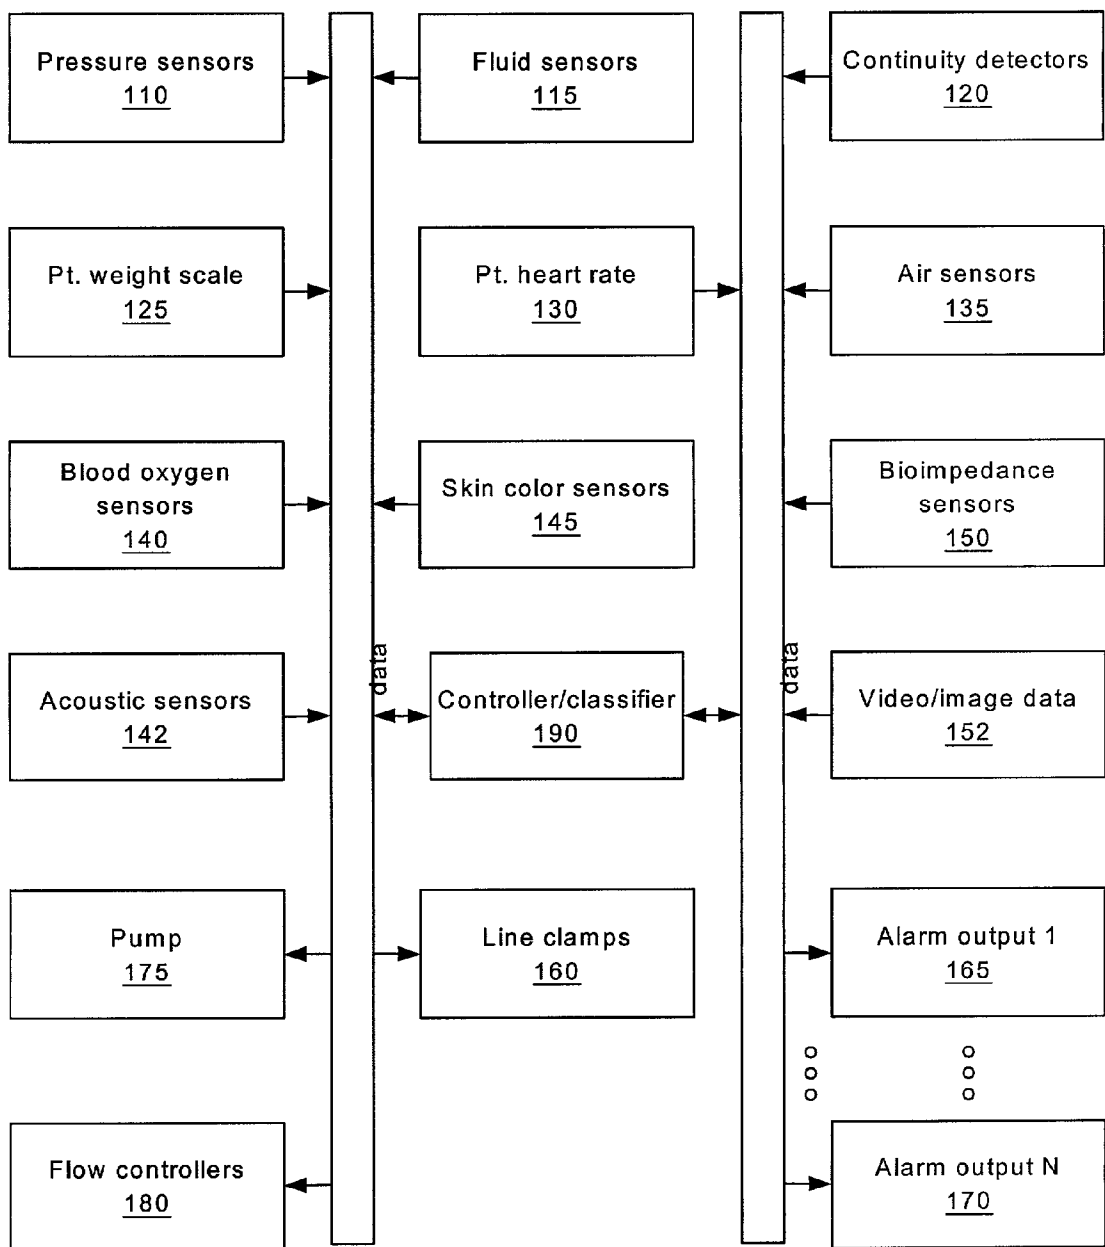 Pressure sensors
110
Fluid sensors
115
Continuity detectors
120
Pt. weight scale
125
Pt. heart rate
130
Air sensors
135
Blood oxygen
sensors
140
Skin color sensors
145
Bioimpedance
sensors
150
Acoustic sensors
142
data
Controller/classifier
190
data
Video/Image data
152
Pump
175
Line clamps
160
Alarm output 1
165
Flow controllers
180
Alarm output N
170